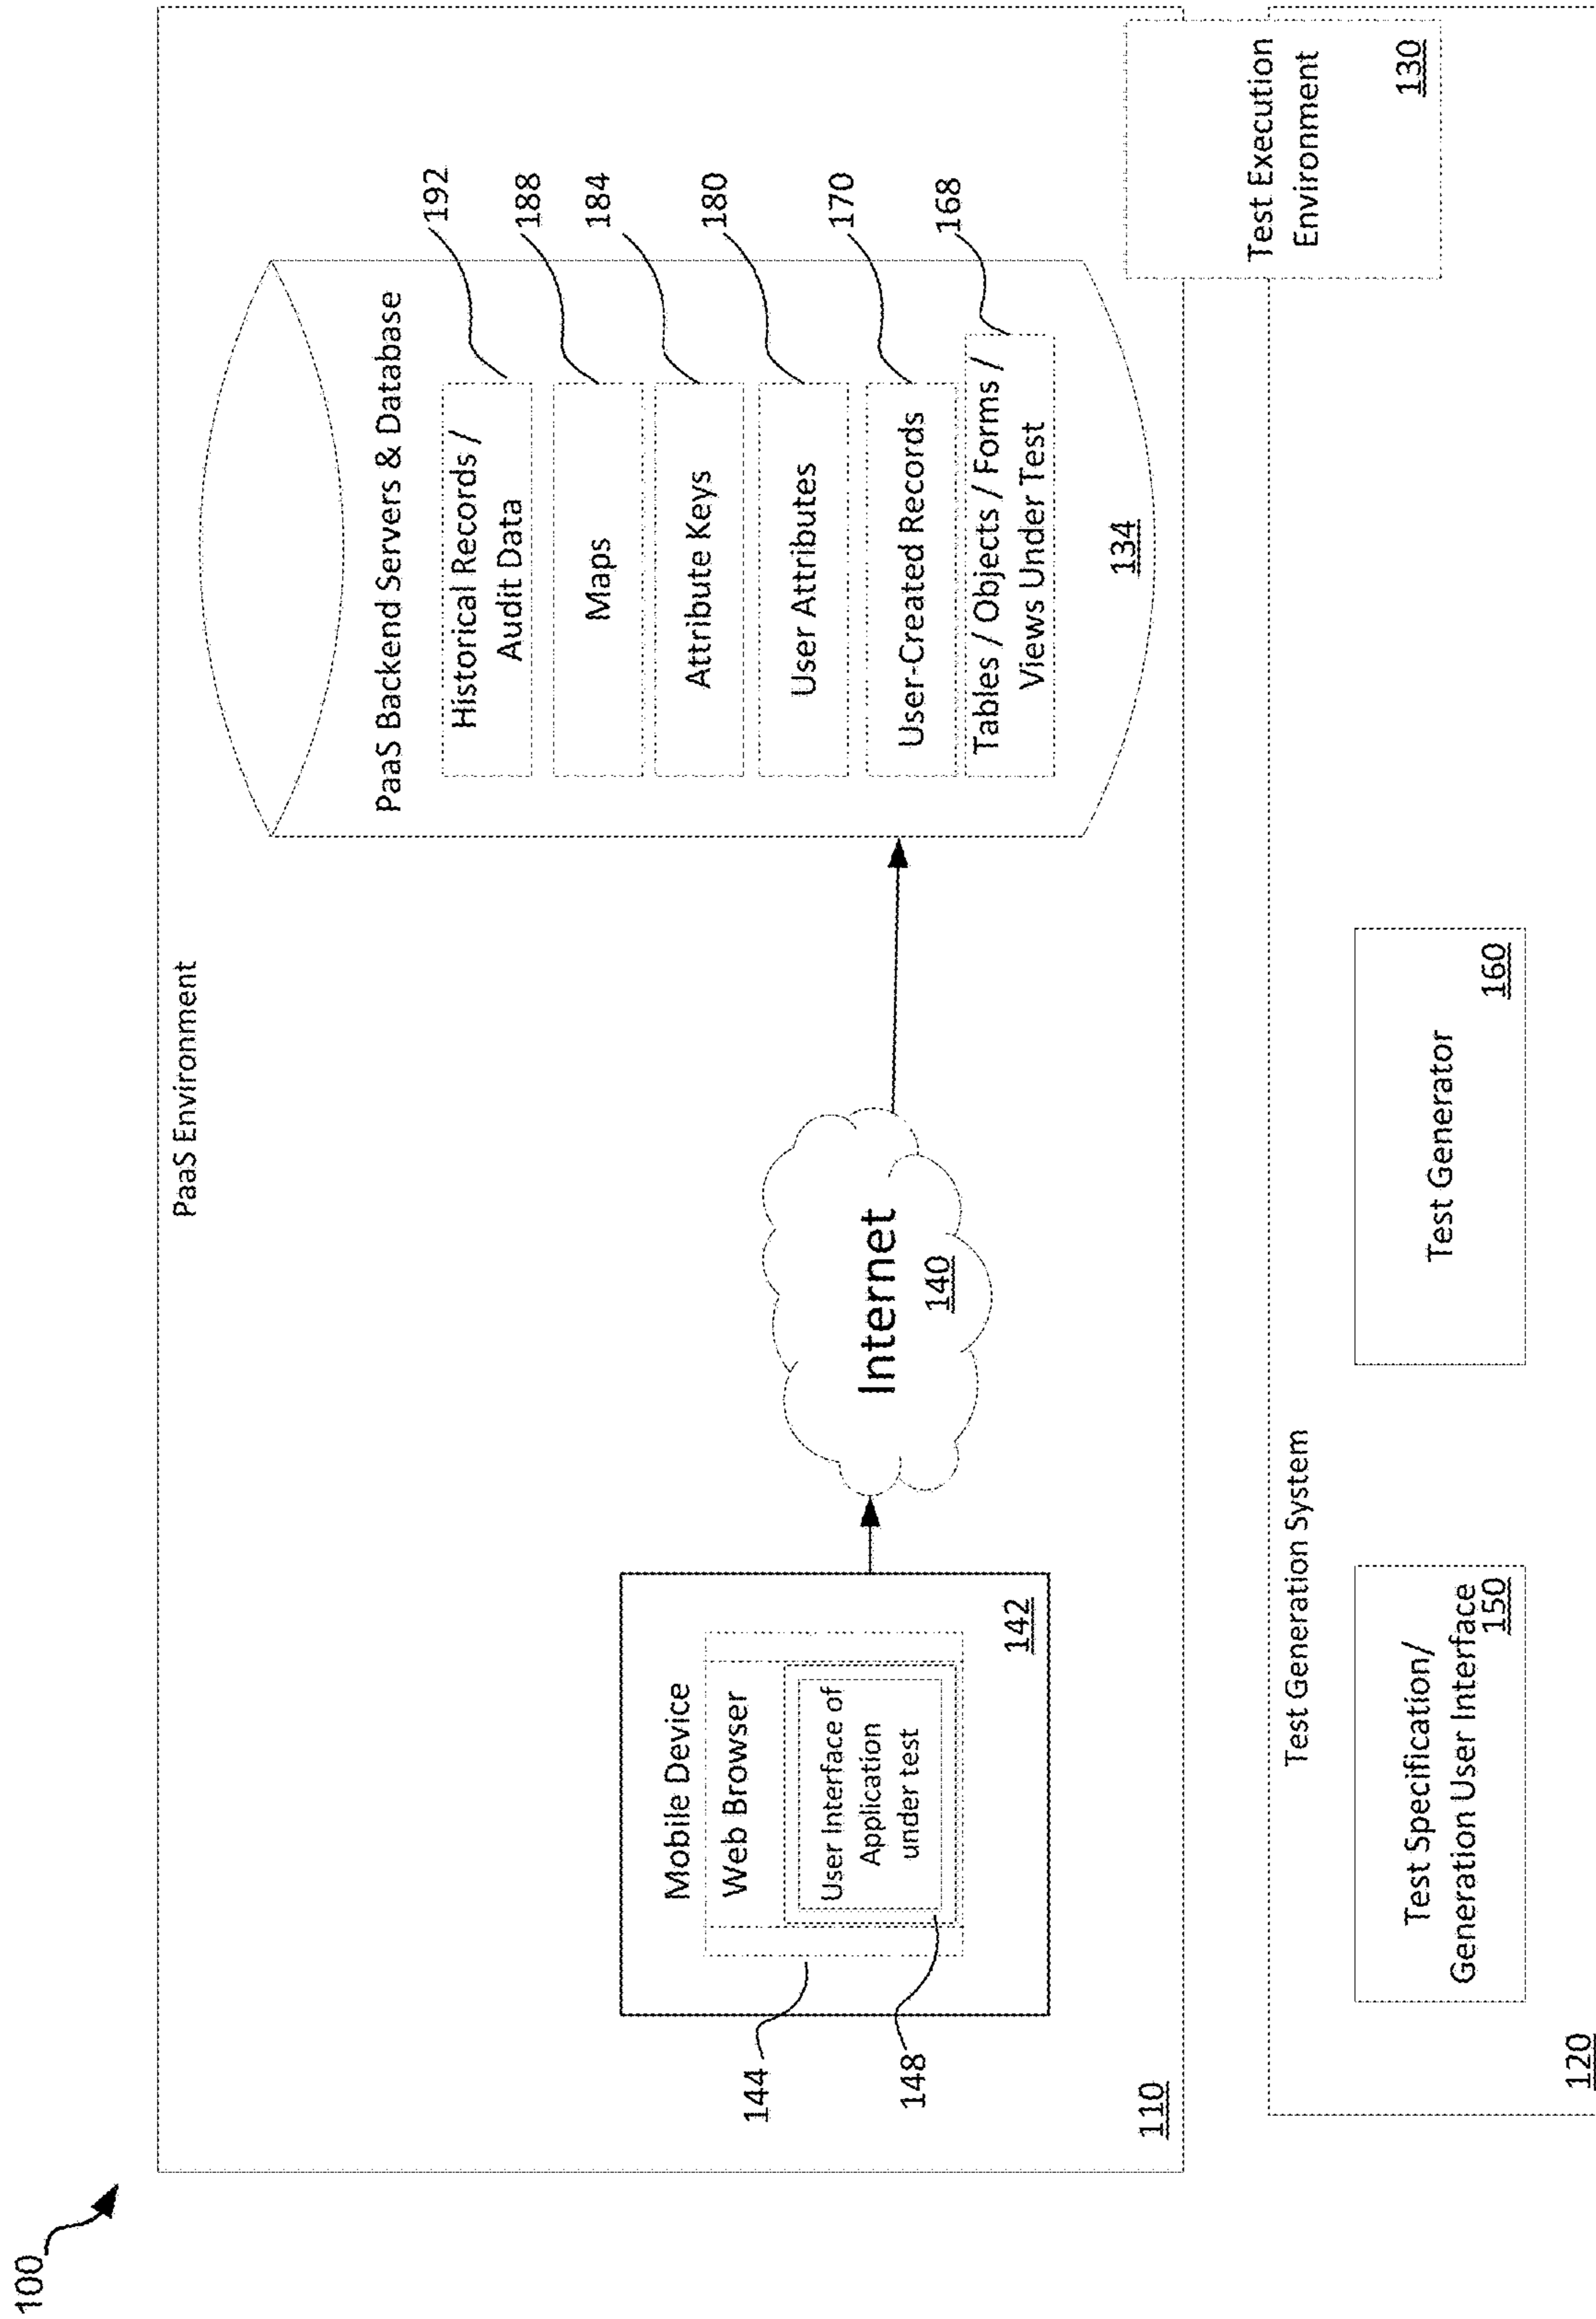 100
PaaS Environment
PaaS Backend Servers & Database
Historical Records /
Audit Data
192
Maps
188
Attribute Keys
184
User Attributes
180
User-Created Records
170
Tables / Objects / Forms /
Views Under Test
168
134
Mobile Device
Web Browser
User Interface of
Application
under test
142
144
148
Internet
140
110
Test Execution
Environment
130
Test Generation System
Test Specification/
Generation User Interface
150
Test Generator
160
120